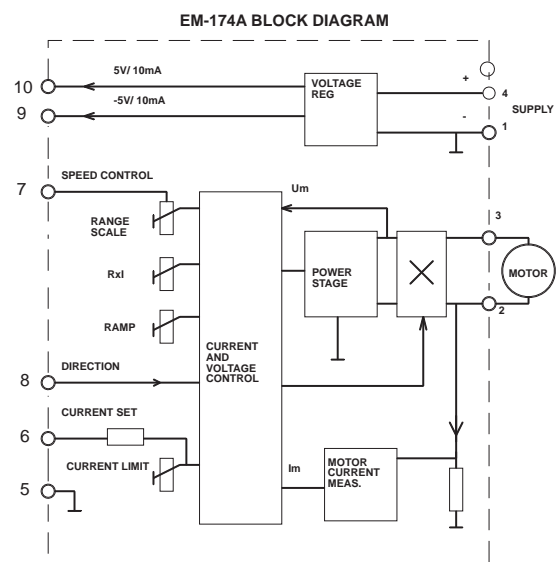 EM-174A BLOCK DIAGRAM
10
5V/ 10mA
9
-5V/ 10mA
VOLTAGE
REG
+
4
SUPPLY
-
1
7
SPEED CONTROL
RANGE
SCALE
Um
3
RxI
POWER
STAGE
MOTOR
2
RAMP
CURRENT
AND
VOLTAGE
CONTROL
8
DIRECTION
6
CURRENT SET
CURRENT LIMIT
Im
MOTOR
CURRENT
MEAS.
5